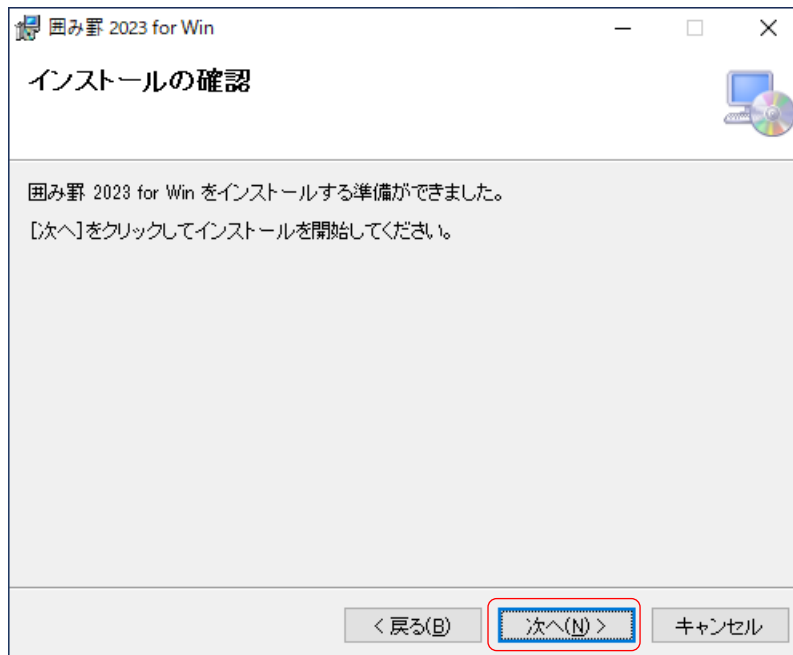 囲み罫 2023 for Win
インストールの確認
囲み罫 2023 for Win をインストールする準備ができました。
[次へ]をクリックしてインストールを開始してください。
< 戻る(B)
次へ(N) >
キャンセル